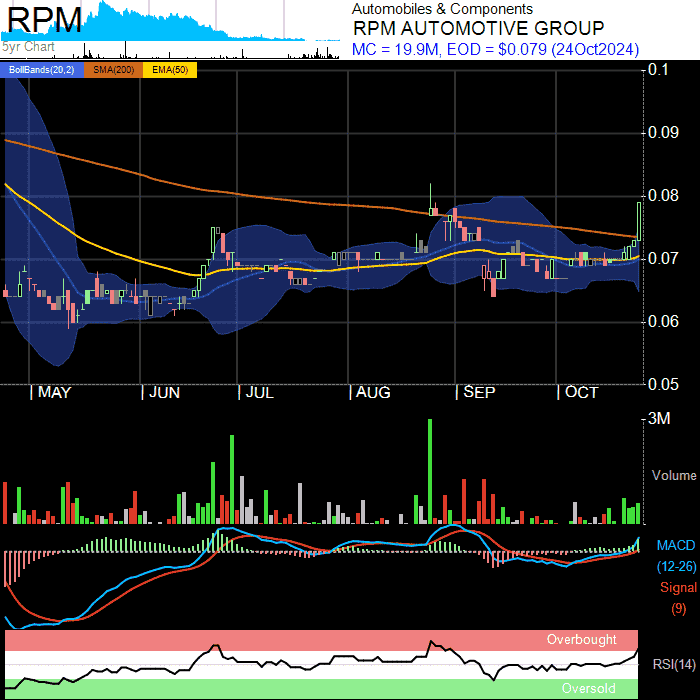 RPM
5yr Chart
Automobiles & Components
RPM AUTOMOTIVE GROUP
MC = 19.9M, EOD = $0.079 (24Oct2024)
BollBands(20,2) SMA(200) EMA(50)
0.1
0.09
0.08
0.07
0.06
0.05
MAY JUN JUL AUG SEP OCT
3M
Volume
MACD
(12-26)
Signal
(9)
Overbought
RSI(14)
Oversold